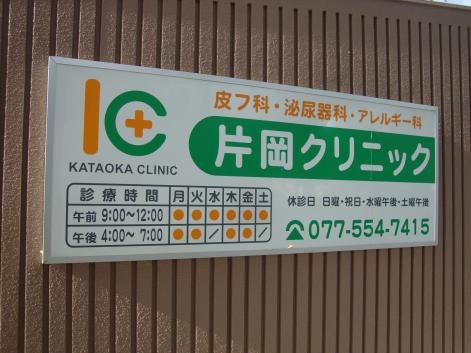 皮フ科・泌尿器科・アレルギー科
KATAOKA CLINIC
片岡クリニック
診療時間 月 火 水 木 金 土
午前 9:00〜12:00 ● ● ● ● ● ●
午後 4:00〜 7:00 ● ● / ● ● /
休診日 日曜・祝日・水曜午後・土曜午後
☎077-554-7415